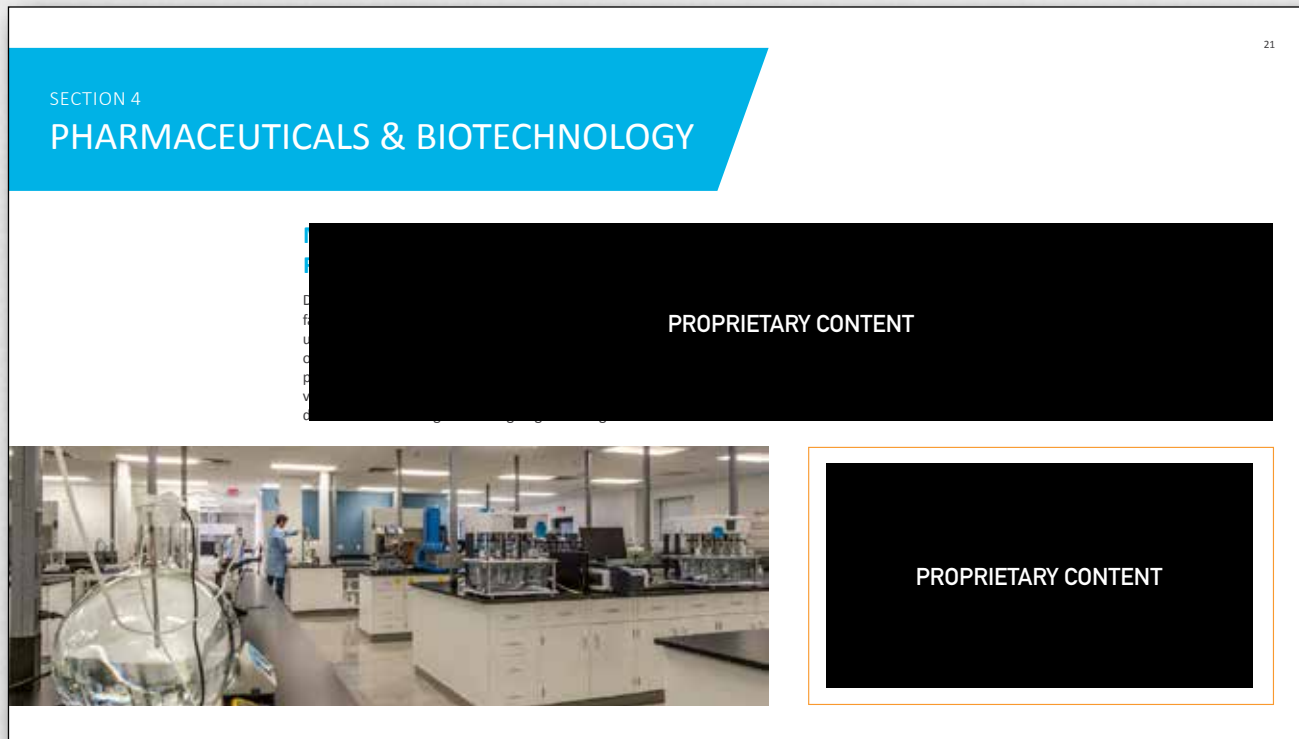 21
SECTION 4
PHARMACEUTICALS & BIOTECHNOLOGY
PROPRIETARY CONTENT
PROPRIETARY CONTENT